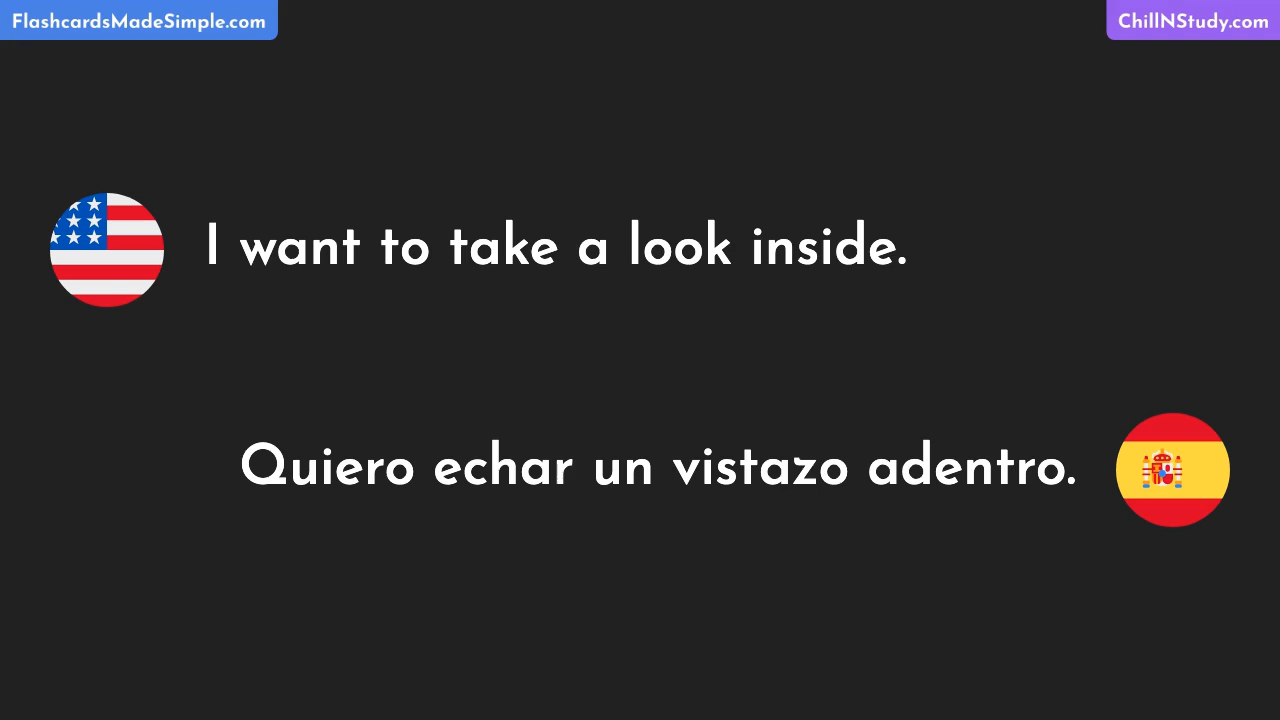 FlashcardsMadeSimple.com
ChillNStudy.com
I want to take a look inside.
Quiero echar un vistazo adentro.